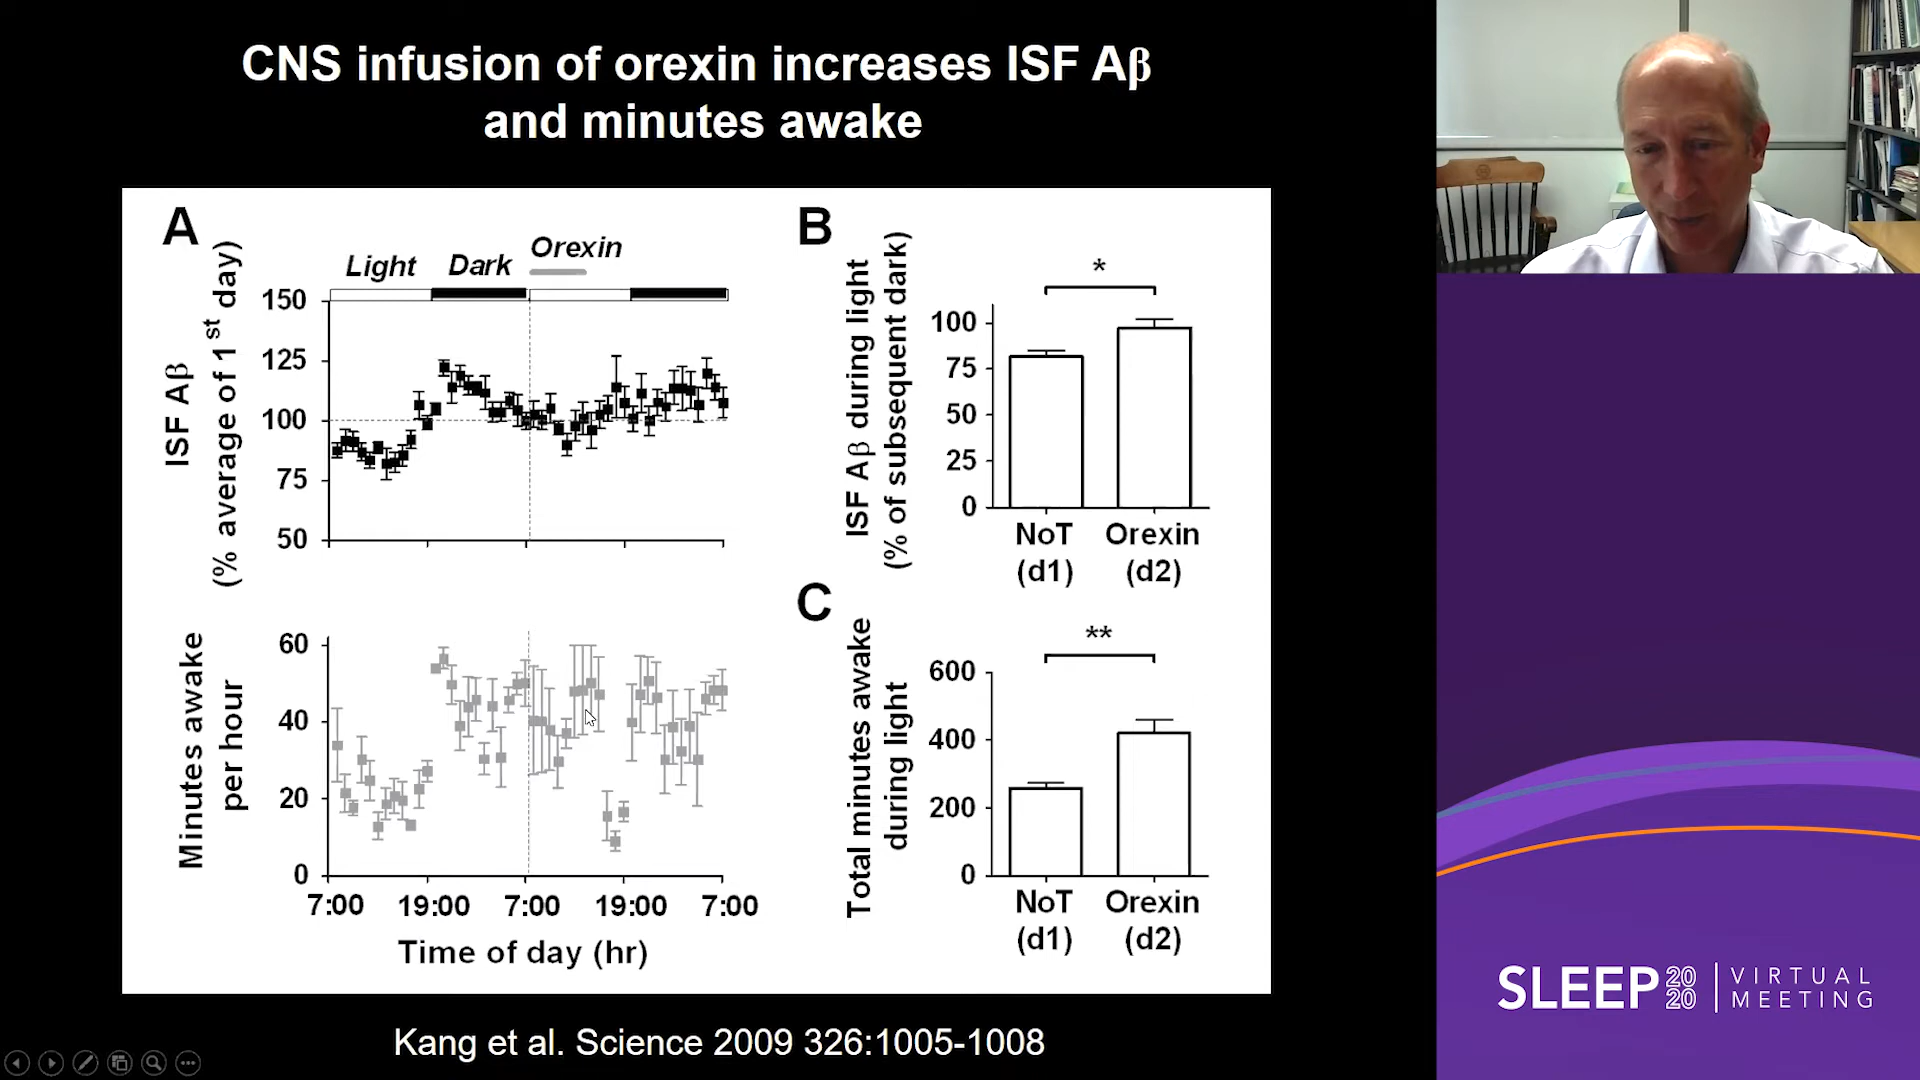 CNS infusion of orexin increases ISF Aβ
and minutes awake
A
Light
Dark
Orexin
ISF Aβ
(% average of 1st day)
150
125
100
75
50
Minutes awake
per hour
60
40
20
0
7:00 19:00 7:00 19:00 7:00
Time of day (hr)
B
ISF Aβ during light
(% of subsequent dark)
*
100
75
50
25
0
NoT Orexin
(d1) (d2)
C
Total minutes awake
during light
**
600
400
200
0
NoT Orexin
(d1) (d2)
Kang et al. Science 2009 326:1005-1008
SLEEP 2020 VIRTUAL
MEETING